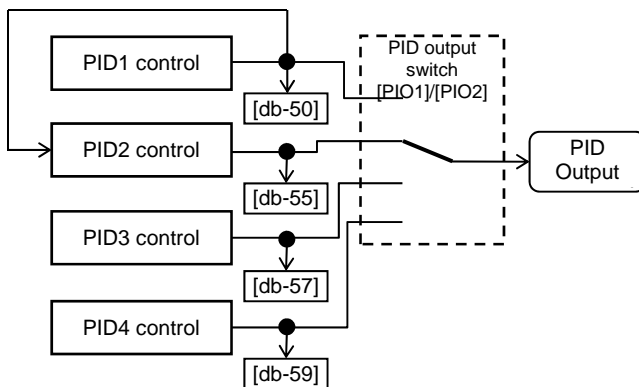 PID1 control
[db-50]
PID output
switch
[PIO1]/[PIO2]
PID2 control
[db-55]
PID
Output
PID3 control
[db-57]
PID4 control
[db-59]